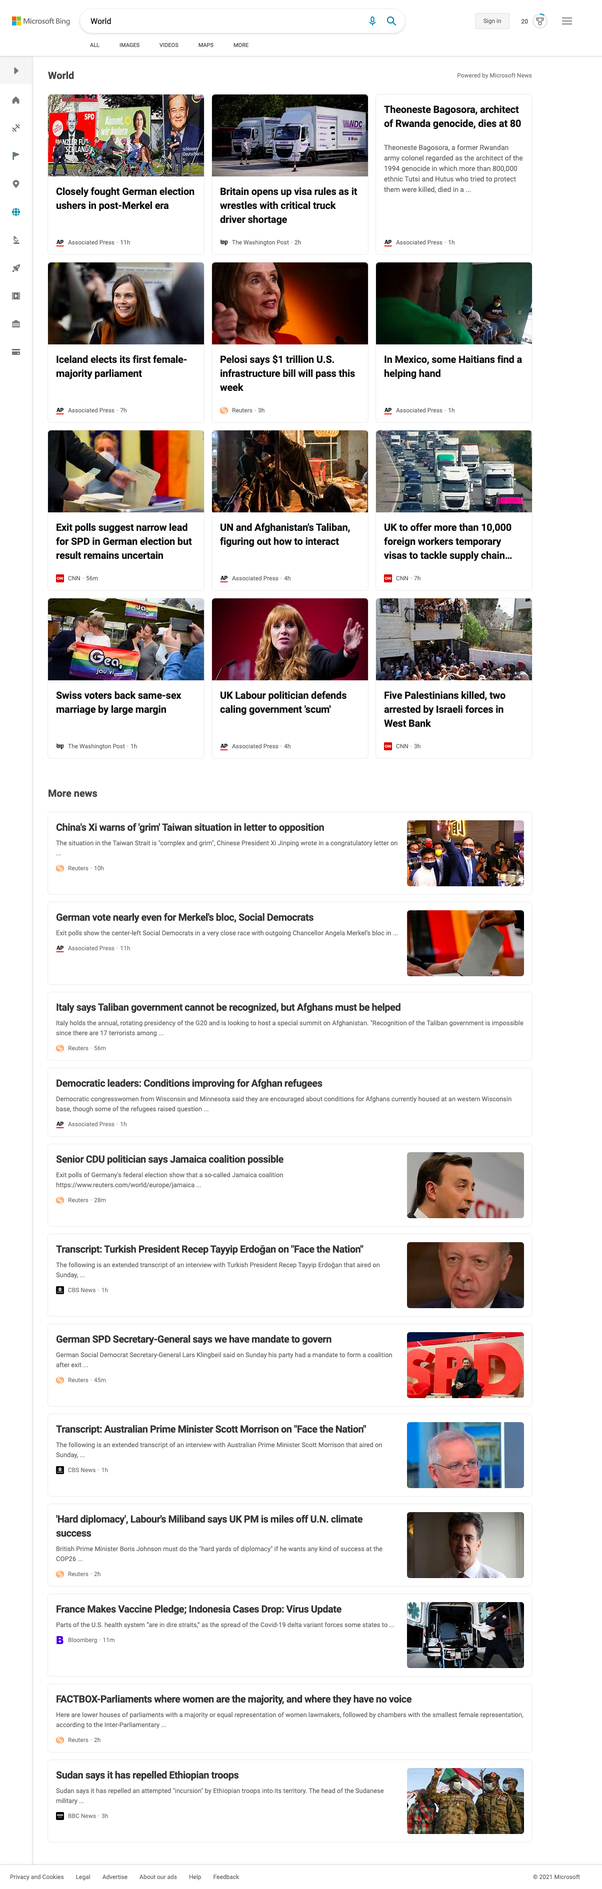 Microsoft Bing
World
Sign in
20
ALL
IMAGES
VIDEOS
MAPS
MORE
World
Powered by Microsoft News
SPD
Closely fought German election
ushers in post-Merkel era
AP Associated Press · 11h
NDC
Britain opens up visa rules as it
wrestles with critical truck
driver shortage
wp The Washington Post · 2h
Theoneste Bagosora, architect
of Rwanda genocide, dies at 80
Theoneste Bagosora, a former Rwandan
army colonel regarded as the architect of the
1994 genocide in which more than 800,000
ethnic Tutsi and Hutus who tried to protect
them were killed, died in a ...
AP Associated Press · 1h
Iceland elects its first female-
majority parliament
AP Associated Press · 7h
Pelosi says $1 trillion U.S.
infrastructure bill will pass this
week
Reuters · 3h
In Mexico, some Haitians find a
helping hand
AP Associated Press · 1h
Exit polls suggest narrow lead
for SPD in German election but
result remains uncertain
CNN CNN · 56m
UN and Afghanistan's Taliban,
figuring out how to interact
AP Associated Press · 4h
UK to offer more than 10,000
foreign workers temporary
visas to tackle supply chain...
CNN CNN · 7h
Swiss voters back same-sex
marriage by large margin
wp The Washington Post · 1h
UK Labour politician defends
caling government 'scum'
AP Associated Press · 4h
Five Palestinians killed, two
arrested by Israeli forces in
West Bank
CNN CNN · 3h
More news
China's Xi warns of 'grim' Taiwan situation in letter to opposition
The situation in the Taiwan Strait is "complex and grim", Chinese President Xi Jinping wrote in a congratulatory letter on
...
Reuters · 10h
German vote nearly even for Merkel's bloc, Social Democrats
Exit polls show the center-left Social Democrats in a very close race with outgoing Chancellor Angela Merkel's bloc in ...
AP Associated Press · 11h
Italy says Taliban government cannot be recognized, but Afghans must be helped
Italy holds the annual, rotating presidency of the G20 and is looking to host a special summit on Afghanistan. "Recognition of the Taliban government is impossible
since there are 17 terrorists among ...
Reuters · 56m
Democratic leaders: Conditions improving for Afghan refugees
Democratic congresswomen from Wisconsin and Minnesota said they are encouraged about conditions for Afghans currently housed at an western Wisconsin
base, though some of the refugees raised question ...
AP Associated Press · 1h
Senior CDU politician says Jamaica coalition possible
Exit polls of Germany's federal election show that a so-called Jamaica coalition
https://www.reuters.com/world/europe/jamaica ...
Reuters · 28m
CDU
Transcript: Turkish President Recep Tayyip Erdoğan on "Face the Nation"
The following is an extended transcript of an interview with Turkish President Recep Tayyip Erdoğan that aired on
Sunday, ...
CBS News · 1h
German SPD Secretary-General says we have mandate to govern
German Social Democrat Secretary-General Lars Klingbeil said on Sunday his party had a mandate to form a coalition
after exit ...
Reuters · 45m
SPD
Transcript: Australian Prime Minister Scott Morrison on "Face the Nation"
The following is an extended transcript of an interview with Australian Prime Minister Scott Morrison that aired on
Sunday, ...
CBS News · 1h
'Hard diplomacy', Labour's Miliband says UK PM is miles off U.N. climate
success
British Prime Minister Boris Johnson must do the "hard yards of diplomacy" if he wants any kind of success at the
COP26 ...
Reuters · 2h
France Makes Vaccine Pledge; Indonesia Cases Drop: Virus Update
Parts of the U.S. health system "are in dire straits," as the spread of the Covid-19 delta variant forces some states to ...
B Bloomberg · 11m
FACTBOX-Parliaments where women are the majority, and where they have no voice
Here are lower houses of parliaments with a majority or equal representation of women lawmakers, followed by chambers with the smallest female representation,
according to the Inter-Parliamentary ...
Reuters · 2h
Sudan says it has repelled Ethiopian troops
Sudan says it has repelled an attempted "incursion" by Ethiopian troops into its territory. The head of the Sudanese
military ...
BBC News · 3h
Privacy and Cookies
Legal
Advertise
About our ads
Help
Feedback
© 2021 Microsoft